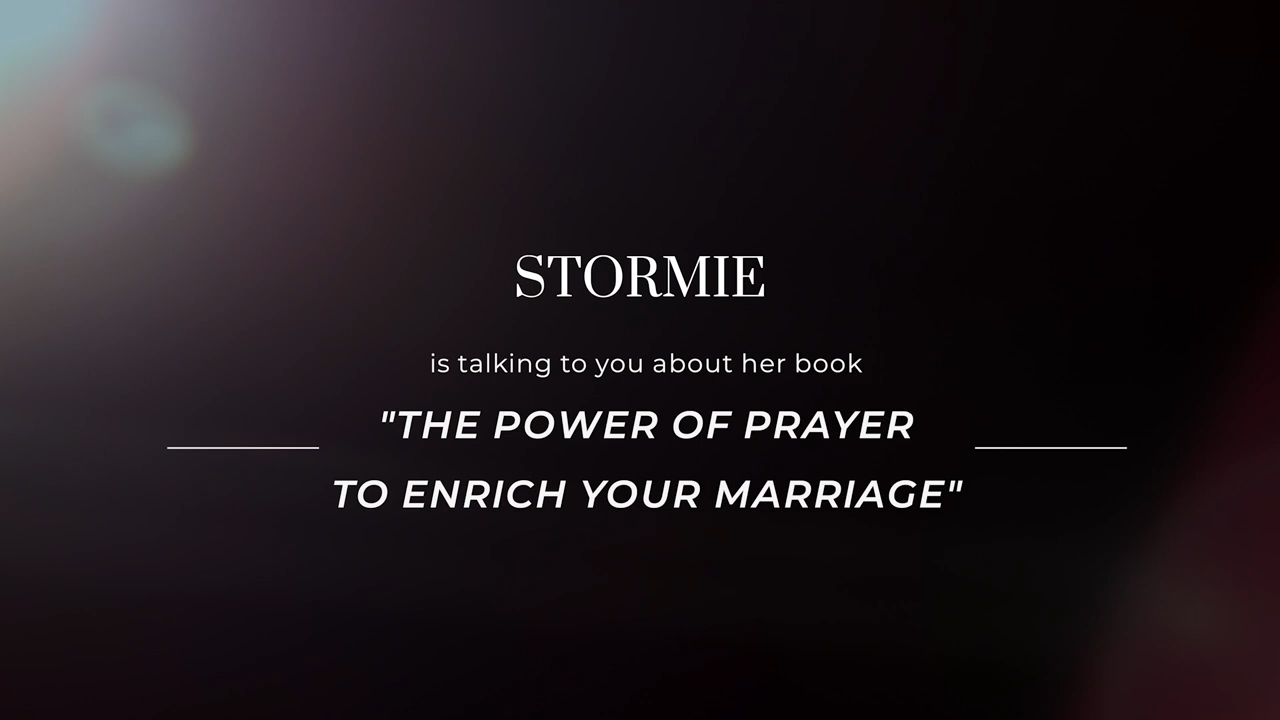 STORMIE
is talking to you about her book
"THE POWER OF PRAYER
TO ENRICH YOUR MARRIAGE"